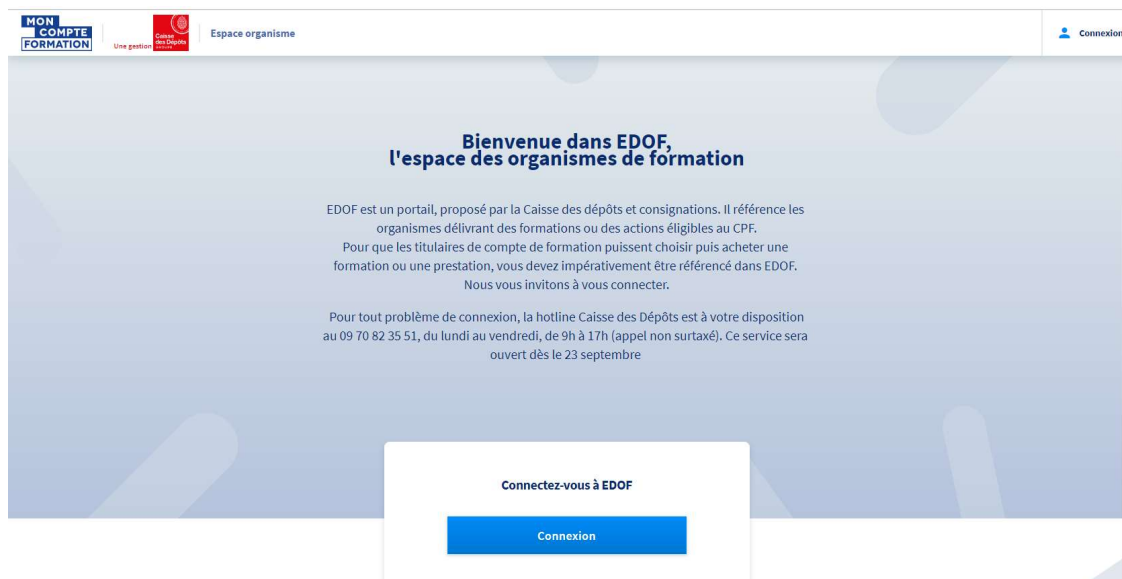 MON
COMPTE
FORMATION
Une gestion
Caisse
des Dépôts
GROUPE
Espace organisme
Connexion
Bienvenue dans EDOF,
l'espace des organismes de formation
EDOF est un portail, proposé par la Caisse des dépôts et consignations. Il référence les
organismes délivrant des formations ou des actions éligibles au CPF.
Pour que les titulaires de compte de formation puissent choisir puis acheter une
formation ou une prestation, vous devez impérativement être référencé dans EDOF.
Nous vous invitons à vous connecter.
Pour tout problème de connexion, la hotline Caisse des Dépôts est à votre disposition
au 09 70 82 35 51, du lundi au vendredi, de 9h à 17h (appel non surtaxé). Ce service sera
ouvert dès le 23 septembre
Connectez-vous à EDOF
Connexion